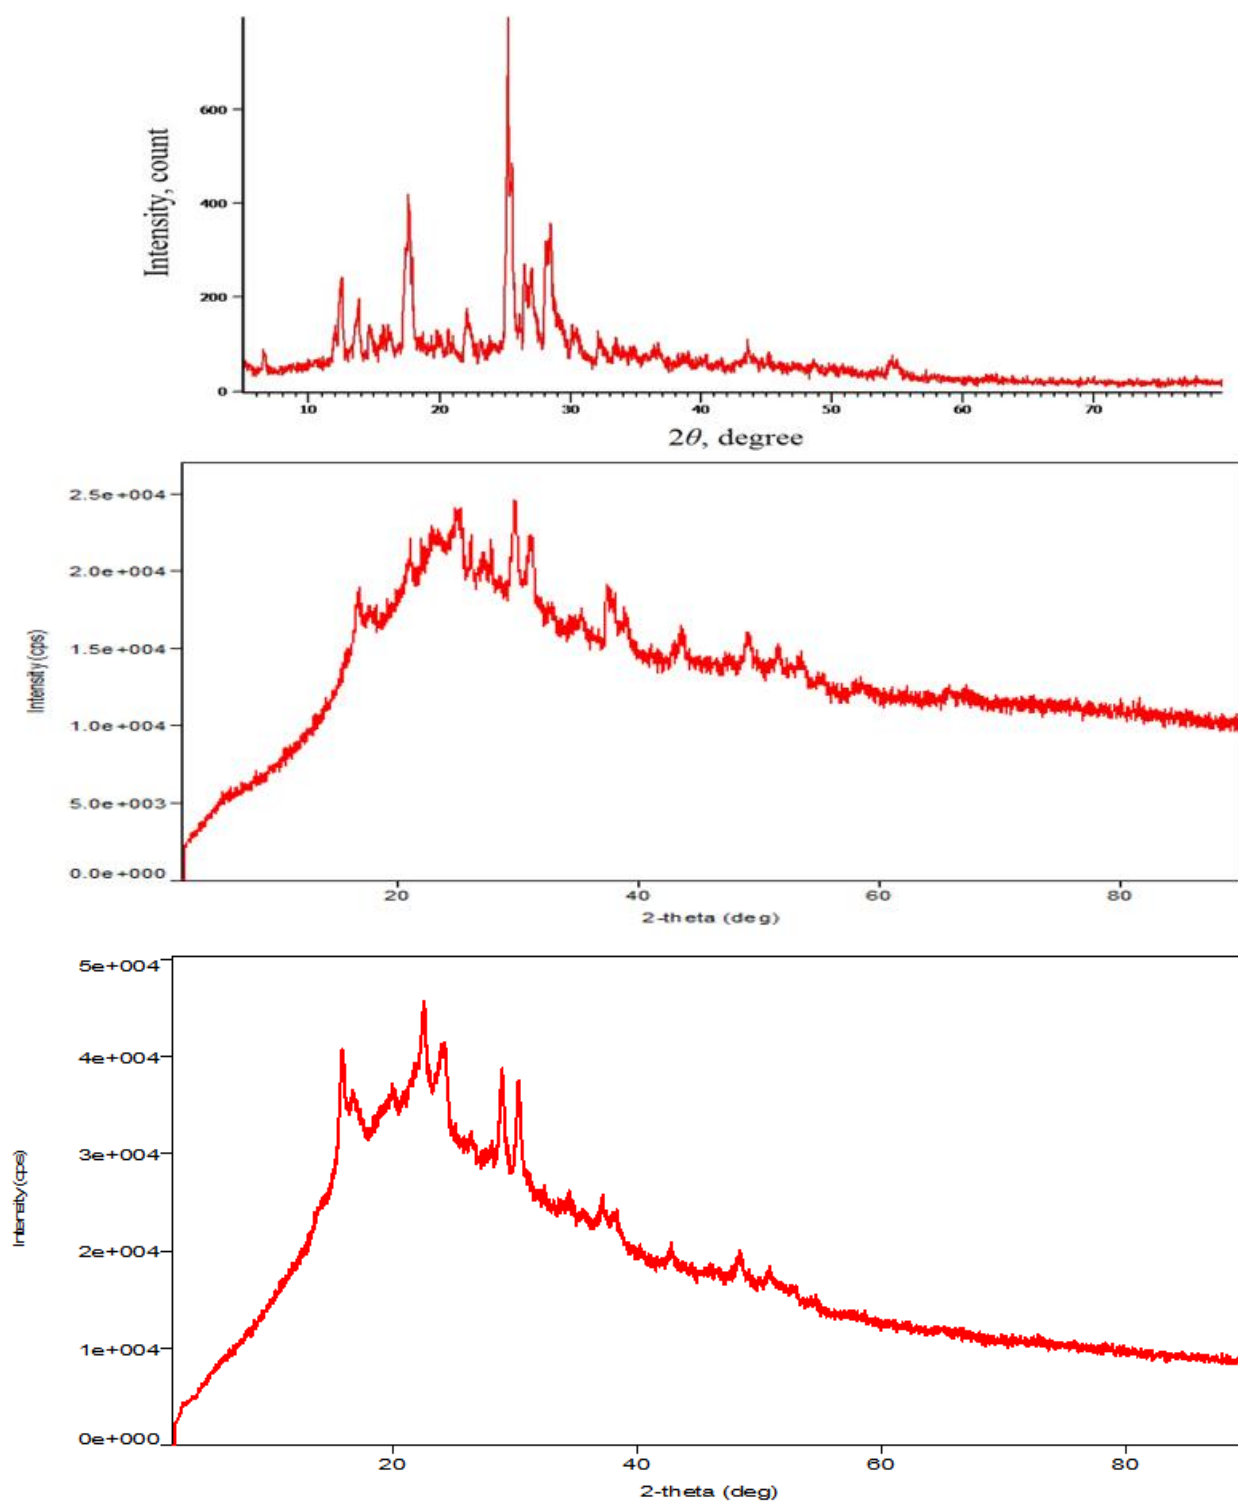 Intensity, count
600
400
200
0
10 20 30 40 50 60 70
2θ, degree
Intensity (cps)
2.5e+004
2.0e+004
1.5e+004
1.0e+004
5.0e+003
0.0e+000
20 40 60 80
2-theta (deg)
Intensity (cps)
5e+004
4e+004
3e+004
2e+004
1e+004
0e+000
20 40 60 80
2-theta (deg)